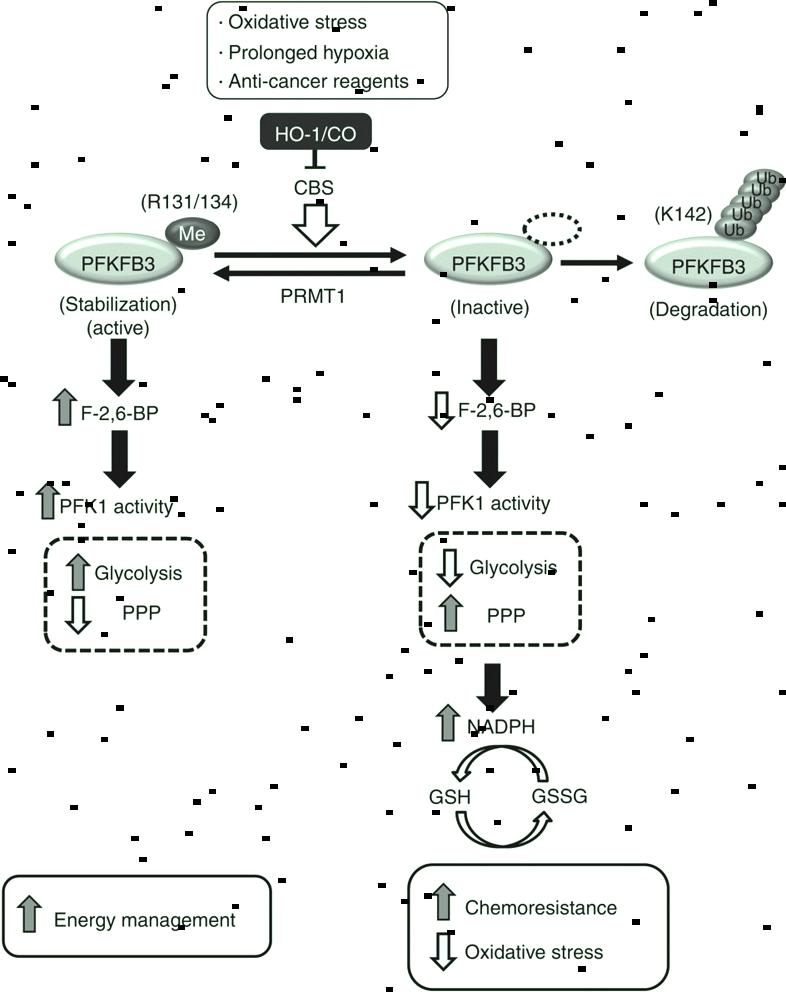 · Oxidative stress
· Prolonged hypoxia
· Anti-cancer reagents
HO-1/CO
CBS
(R131/134)
Me
PFKFB3
(Stabilization)
(active)
PRMT1
PFKFB3
(Inactive)
(K142)
Ub
Ub
Ub
Ub
Ub
PFKFB3
(Degradation)
F-2,6-BP
PFK1 activity
Glycolysis
PPP
Energy management
F-2,6-BP
PFK1 activity
Glycolysis
PPP
NADPH
GSH
GSSG
Chemoresistance
Oxidative stress